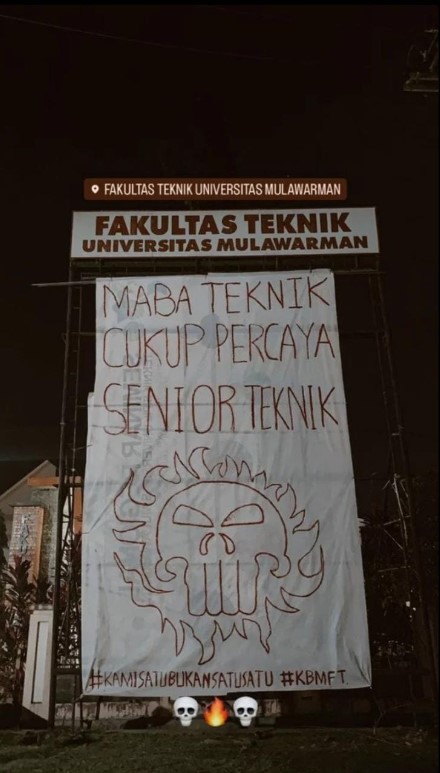 FAKULTAS TEKNIK UNIVERSITAS MULAWARMAN
FAKULTAS TEKNIK
UNIVERSITAS MULAWARMAN
MABA TEKNIK
CUKUP PERCAYA
SENIOR TEKNIK
#KAMISATUBUKANSATUSATU #KBMFT.